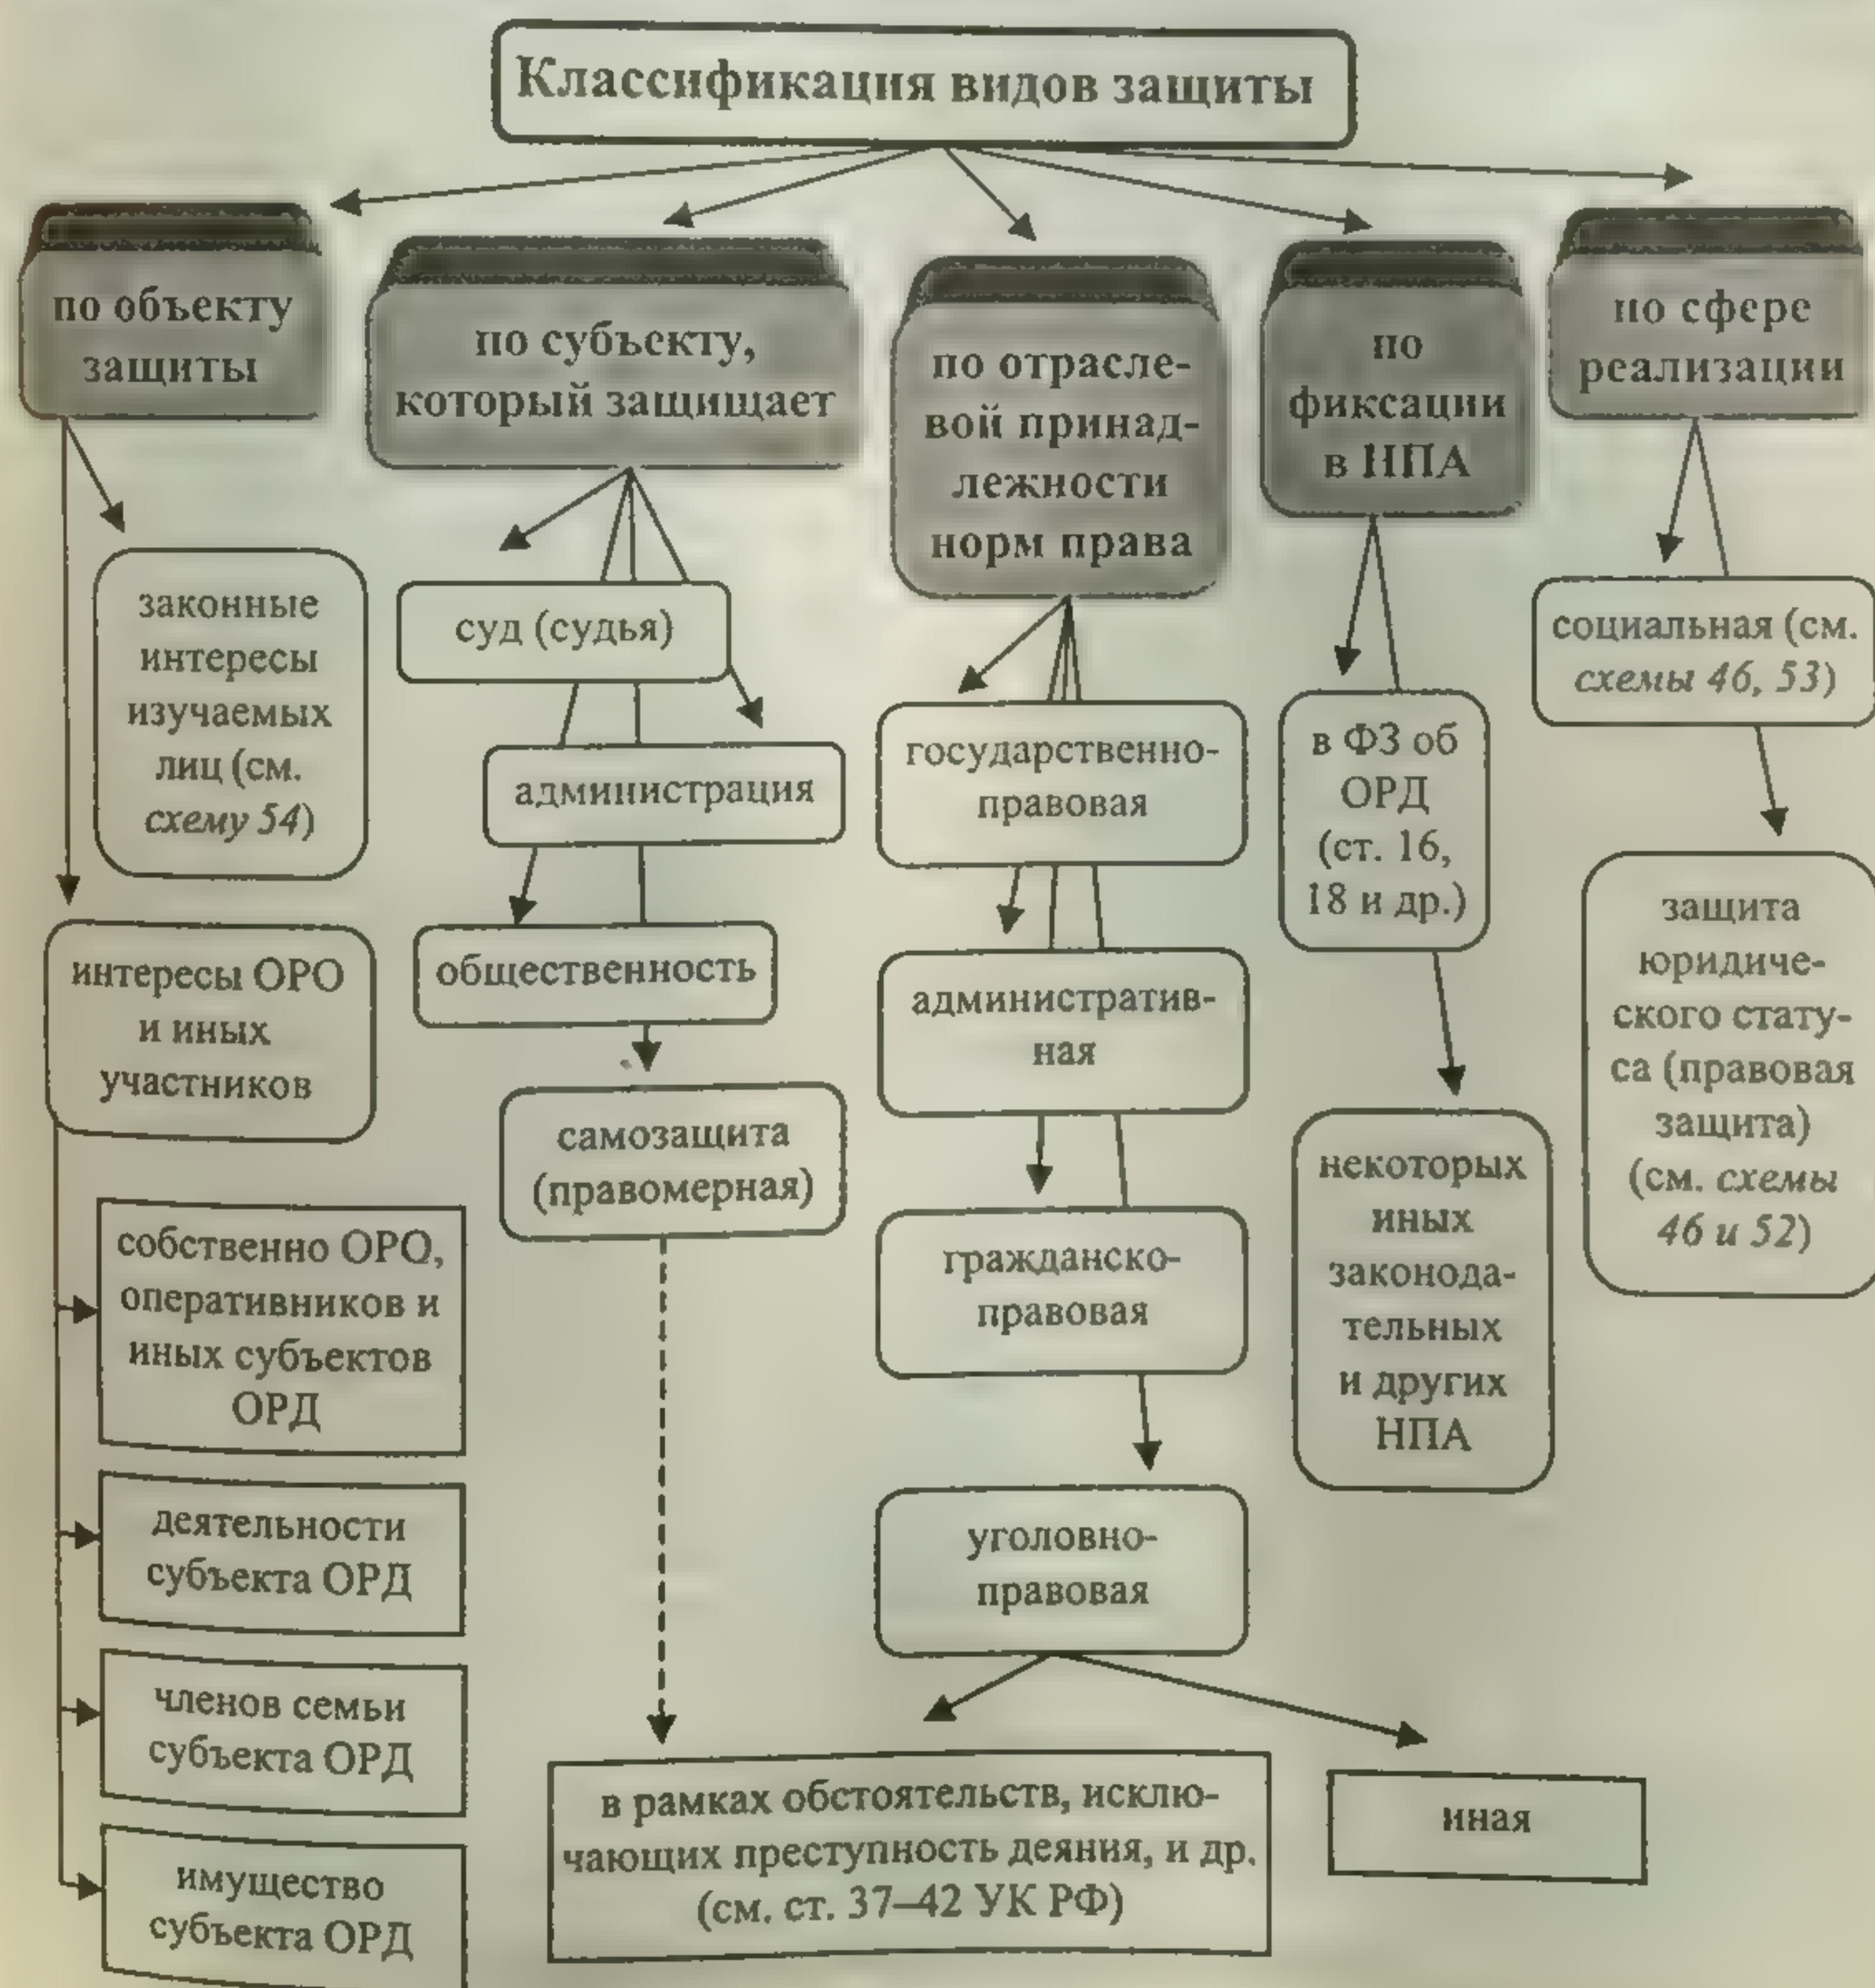 Классификация видов защиты
по объекту
защиты
по субъекту,
который защищает
по отрасле-
вой принад-
лежности
норм права
по
фиксации
в НПА
по сфере
реализации
законные
интересы
изучаемых
лиц (см.
схему 54)
интересы ОРО
и иных
участников
собственно ОРО,
оперативников и
иных субъектов
ОРД
деятельности
субъекта ОРД
членов семьи
субъекта ОРД
имущество
субъекта ОРД
суд (судья)
администрация
общественность
самозащита
(правомерная)
государственно-
правовая
административ-
ная
гражданско-
правовая
уголовно-
правовая
в рамках обстоятельств, исклю-
чающих преступность деяния, и др.
(см. ст. 37–42 УК РФ)
иная
в ФЗ об
ОРД
(ст. 16,
18 и др.)
некоторых
иных
законода-
тельных
и других
НПА
социальная (см.
схемы 46, 53)
защита
юридиче-
ского стату-
са (правовая
защита)
(см. схемы
46 и 52)